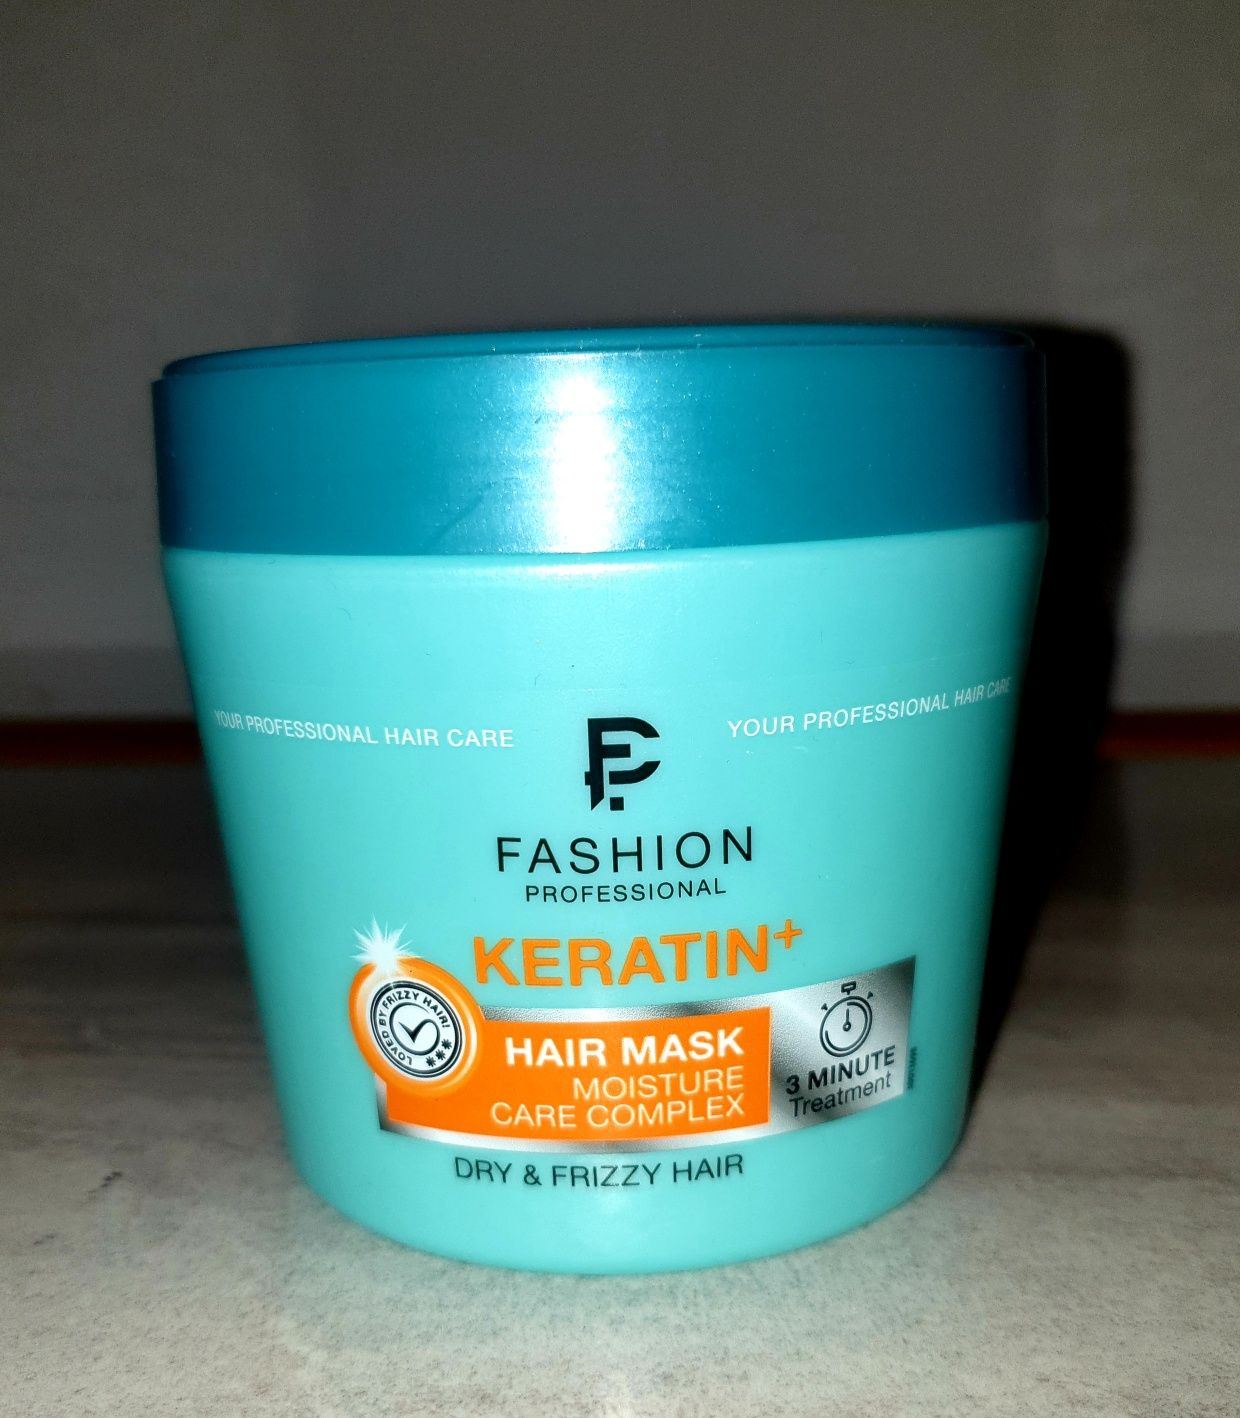 YOUR PROFESSIONAL HAIR CARE
YOUR PROFESSIONAL HAIR CARE
FP.
FASHION
PROFESSIONAL
KERATIN+
LOVED BY FRIZZY HAIR!
***
HAIR MASK
MOISTURE
CARE COMPLEX
3 MINUTE
Treatment
DRY & FRIZZY HAIR